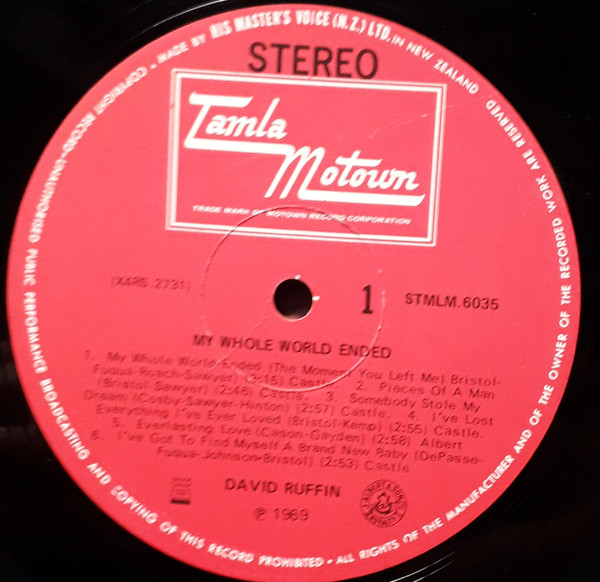 COPYRIGHT RECORD-UNAUTHORISED PUBLIC PERFORMANCE BROADCASTING AND COPYING OF THIS RECORD PROHIBITED • ALL RIGHTS OF THE MANUFACTURER AND OF THE OWNER OF THE RECORDED WORK ARE RESERVED
• MADE BY HIS MASTER'S VOICE (N.Z.) LTD. IN NEW ZEALAND
STEREO
Tamla
Motown
TRADE MARK OF MOTOWN RECORD CORPORATION
(X4RS.2731)
1
STMLM.6035
MY WHOLE WORLD ENDED
1. My Whole World Ended (The Moment You Left Me) Bristol-
Fuqua-Roach-Sawyer) (3:15) Castle. 2. Pieces Of A Man
(Bristol-Sawyer) (2:48) Castle. 3. Somebody Stole My
Dream (Cosby-Sawyer-Hinton) (2:57) Castle. 4. I've Lost
Everything I've Ever Loved (Bristol-Kemp) (2:55) Castle.
5. Everlasting Love (Cason-Gayden) (2:58) Albert
6. I've Got To Find Myself A Brand New Baby (DePasse-
Fuqua-Johnson-Bristol) (2:53) Castle
DAVID RUFFIN
℗ 1969
ALBERT & SON